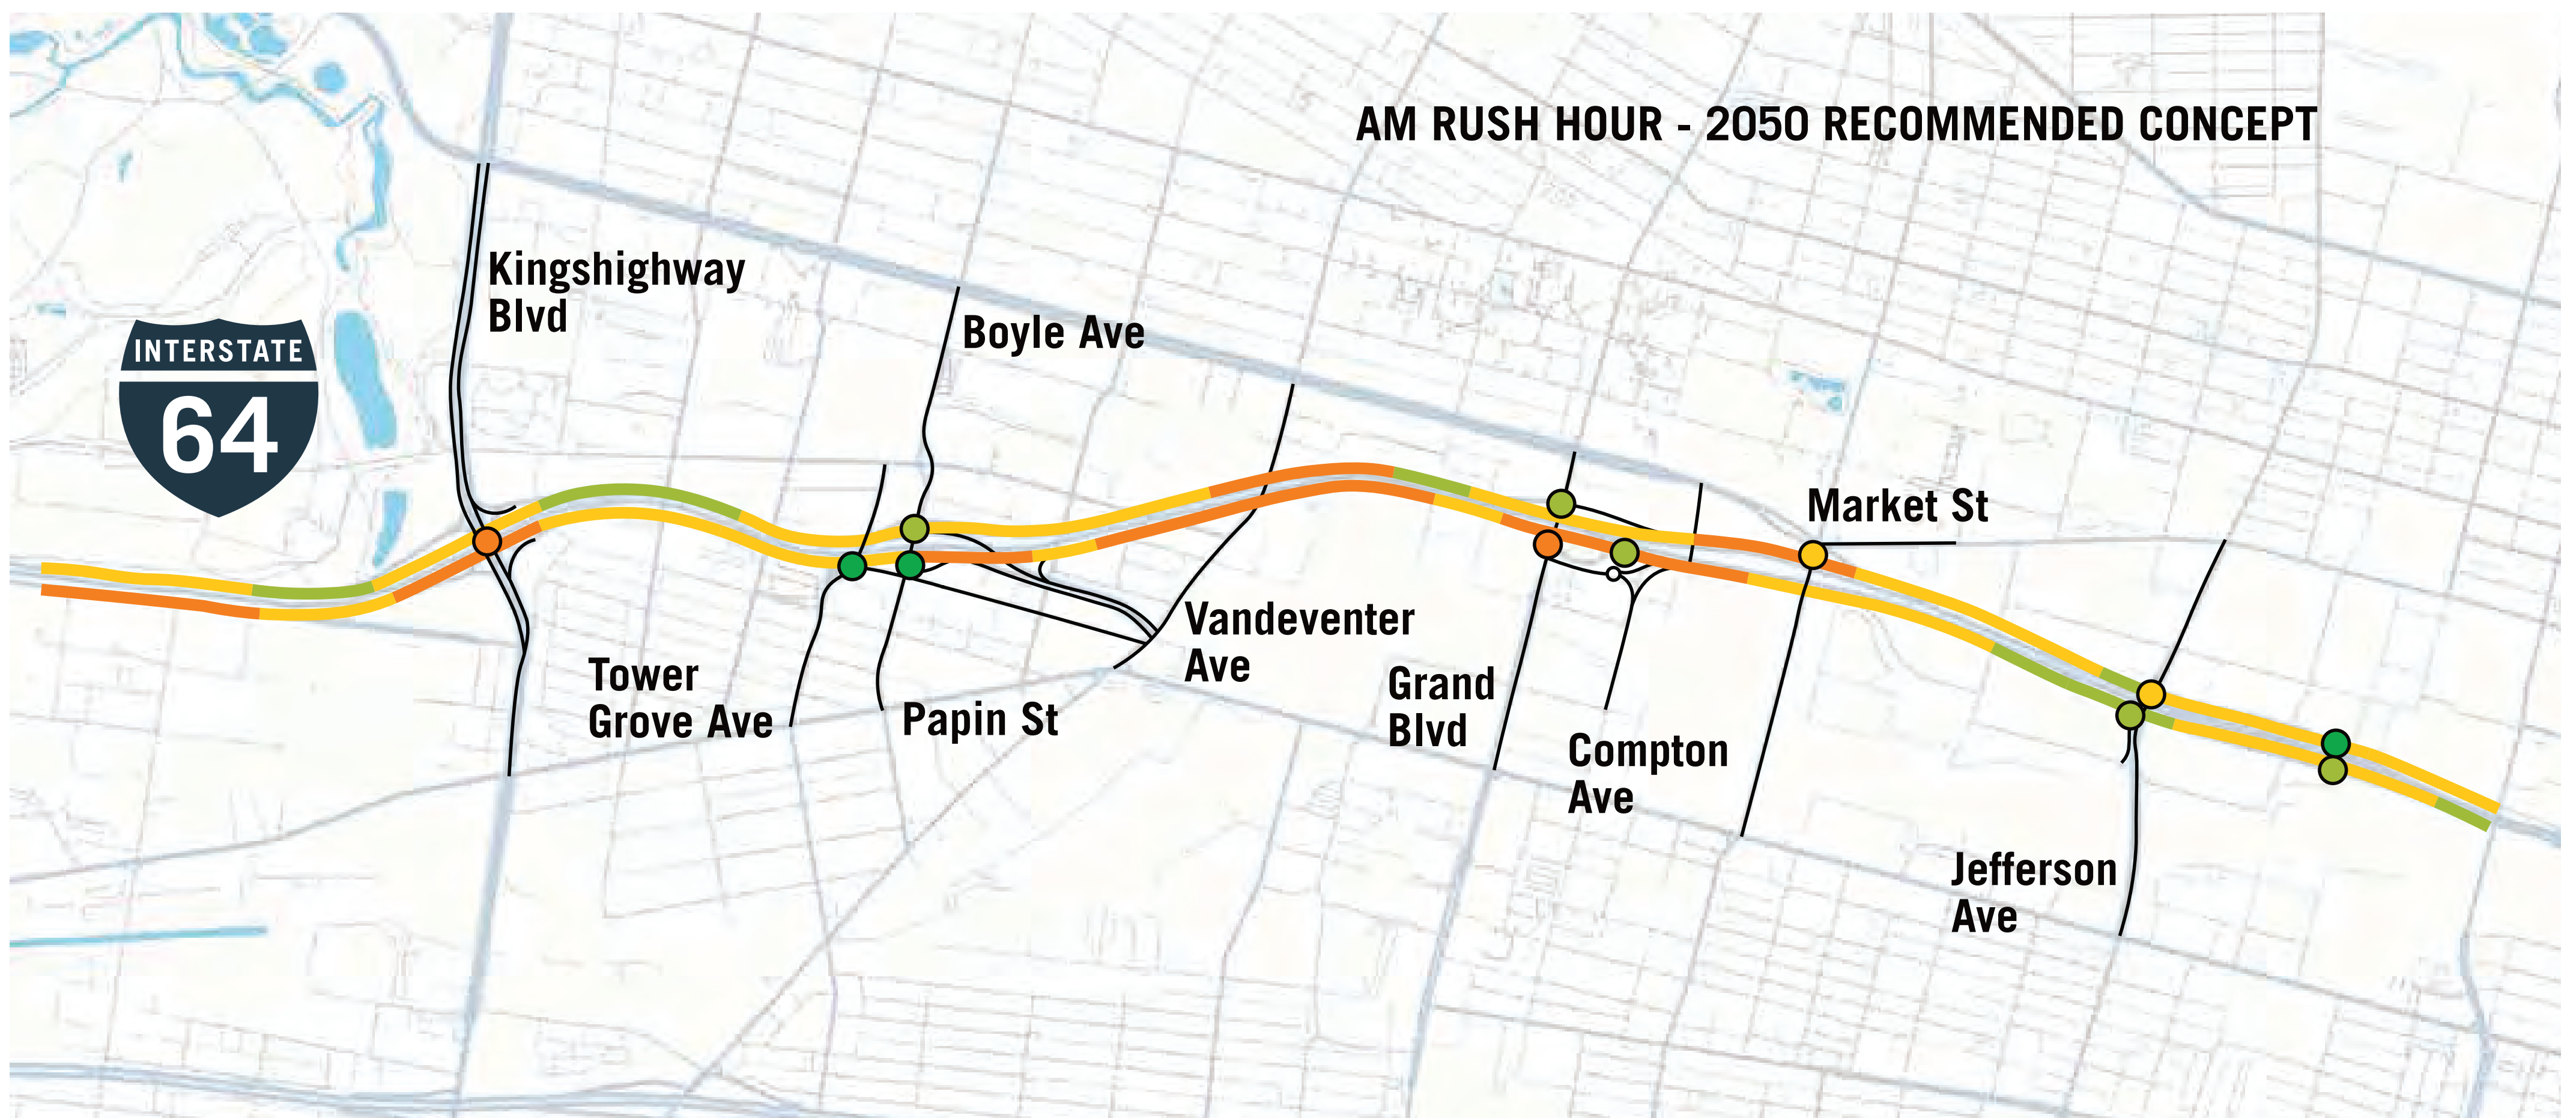 AM RUSH HOUR - 2050 RECOMMENDED CONCEPT
Kingshighway
Blvd
INTERSTATE
64
Boyle Ave
Market St
Vandeventer
Ave
Tower
Grove Ave
Papin St
Grand
Blvd
Compton
Ave
Jefferson
Ave